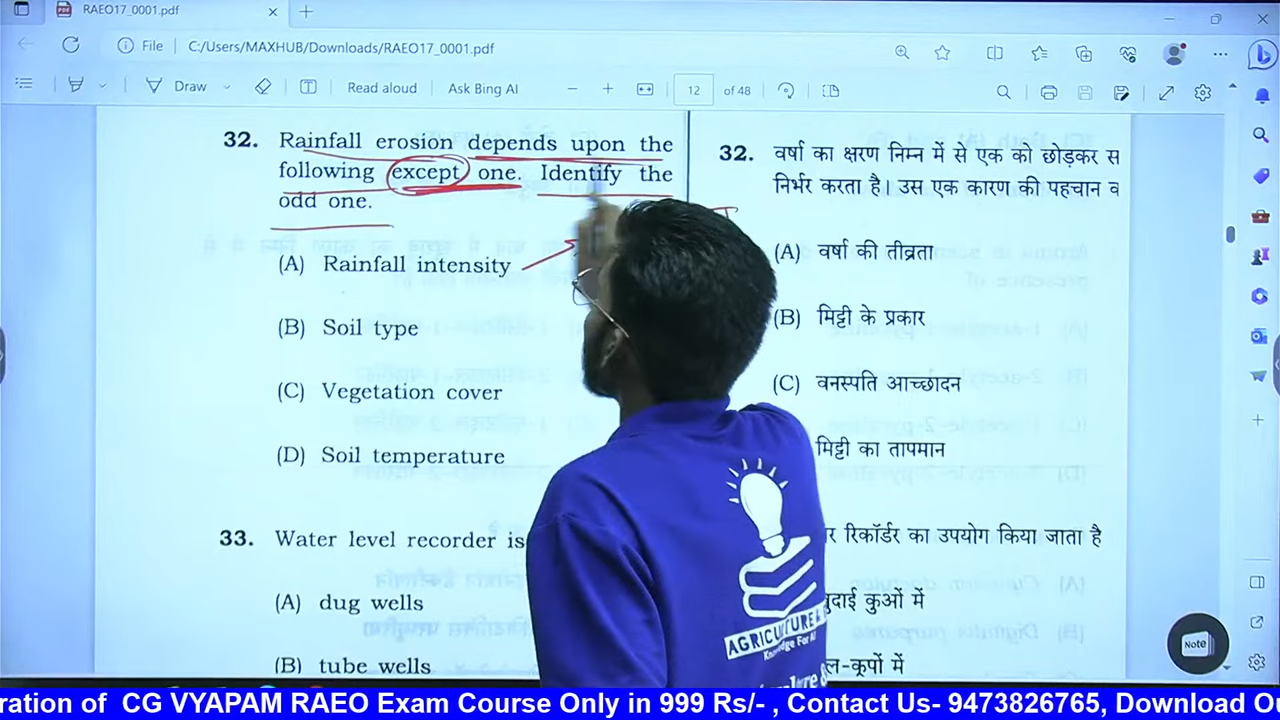 RAEO17_0001.pdf
File
C:/Users/MAXHUB/Downloads/RAEO17_0001.pdf
Draw
Read aloud
Ask Bing AI
12
of 48
32. Rainfall erosion depends upon the
following except one. Identify the
odd one.
(A) Rainfall intensity
(B) Soil type
(C) Vegetation cover
(D) Soil temperature
33. Water level recorder is
(A) dug wells
(B) tube wells
32. वर्षा का क्षरण निम्न में से एक को छोड़कर स
निर्भर करता है। उस एक कारण की पहचान व
(A) वर्षा की तीव्रता
(B) मिट्टी के प्रकार
(C) वनस्पति आच्छादन
मिट्टी का तापमान
र रिकॉर्डर का उपयोग किया जाता है
कुओं में
में
AGRICULTURE &
Knowledge For All
Note
ration of CG VYAPAM RAEO Exam Course Only in 999 Rs/- , Contact Us- 9473826765, Download Ou